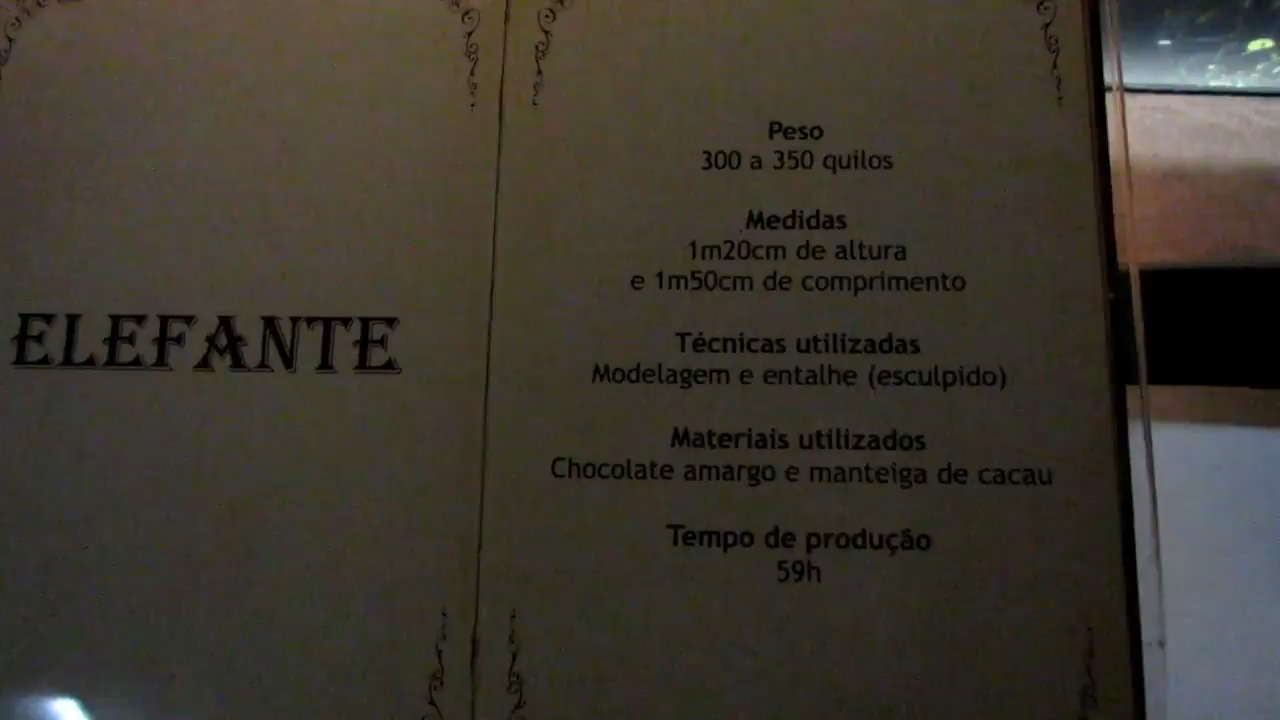 ELEFANTE
Peso
300 a 350 quilos
Medidas
1m20cm de altura
e 1m50cm de comprimento
Técnicas utilizadas
Modelagem e entalhe (esculpido)
Materiais utilizados
Chocolate amargo e manteiga de cacau
Tempo de produção
59h